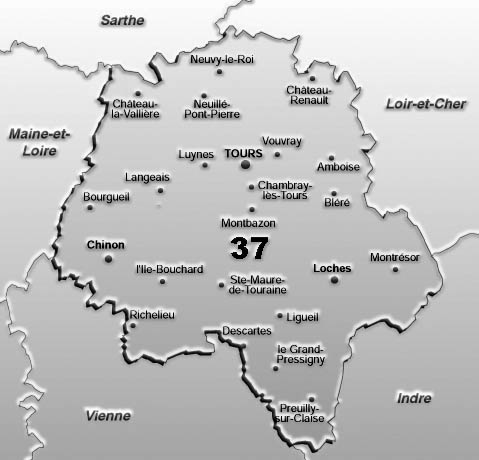 Sarthe
Neuvy-le-Roi
Château-
Renault
Château-
la-Vallière
Neuillé-
Pont-Pierre
Loir-et-Cher
Maine-et-
Loire
Vouvray
Luynes
TOURS
Amboise
Langeais
Chambray-
lès-Tours
Bourgueil
Bléré
Montbazon
Chinon
37
Montrésor
l'Ile-Bouchard
Loches
Ste-Maure-
de-Touraine
Richelieu
Ligueil
Descartes
le Grand-
Pressigny
Indre
Vienne
Preuilly-
sur-Claise